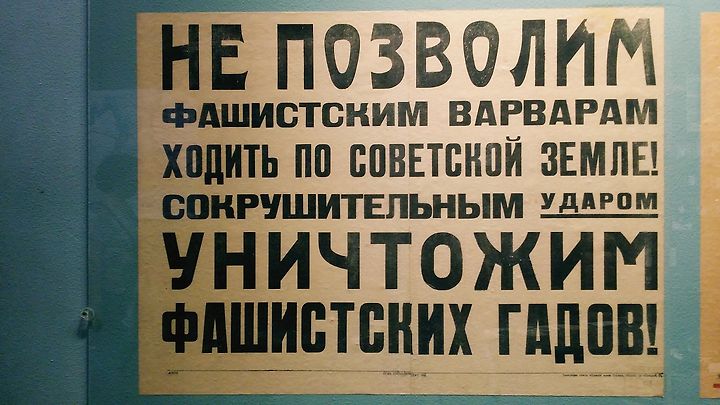 НЕ ПОЗВОЛИМ
ФАШИСТСКИМ ВАРВАРАМ
ХОДИТЬ ПО СОВЕТСКОЙ ЗЕМЛЕ!
СОКРУШИТЕЛЬНЫМ УДАРОМ
УНИЧТОЖИМ
ФАШИСТСКИХ ГАДОВ!